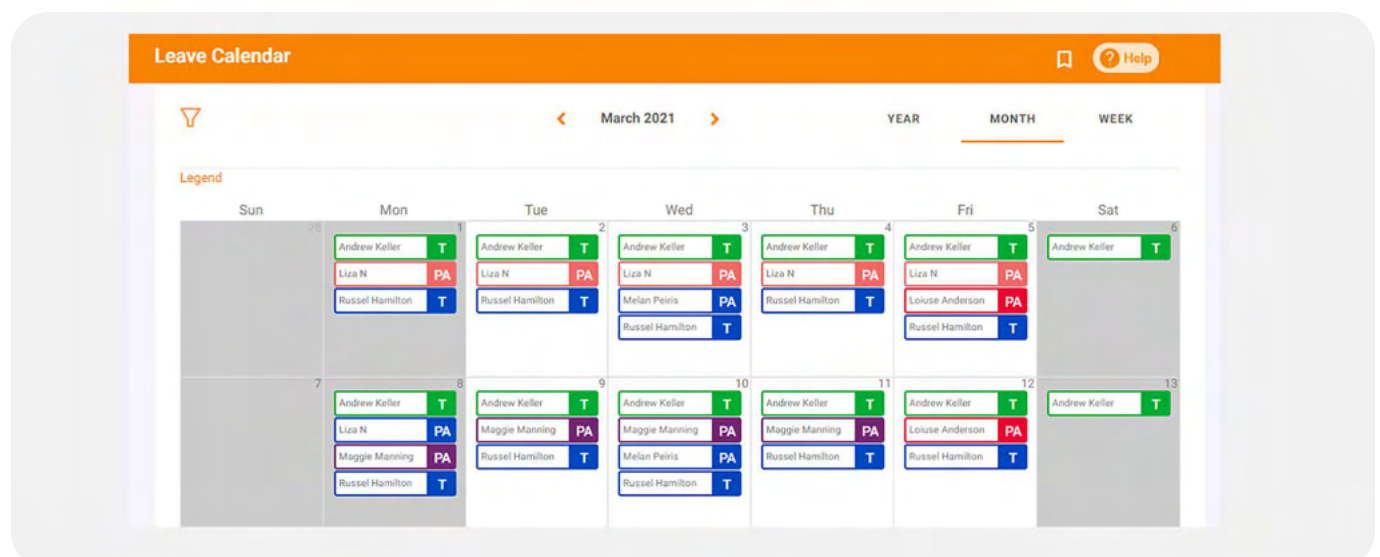 Leave Calendar
? Help
March 2021 YEAR MONTH WEEK
Legend
Sun Mon Tue Wed Thu Fri Sat
28 1 2 3 4 5 6
Andrew Keller T Andrew Keller T Andrew Keller T Andrew Keller T Andrew Keller T Andrew Keller T
Liza N PA Liza N PA Liza N PA Liza N PA Liza N PA
Russel Hamilton T Russel Hamilton T Melan Peiris PA Russel Hamilton T Loiuse Anderson PA
Russel Hamilton T Russel Hamilton T
7 8 9 10 11 12 13
Andrew Keller T Andrew Keller T Andrew Keller T Andrew Keller T Andrew Keller T Andrew Keller T
Liza N PA Maggie Manning PA Maggie Manning PA Maggie Manning PA Loiuse Anderson PA
Maggie Manning PA Russel Hamilton T Melan Peiris PA Russel Hamilton T Russel Hamilton T
Russel Hamilton T Russel Hamilton T